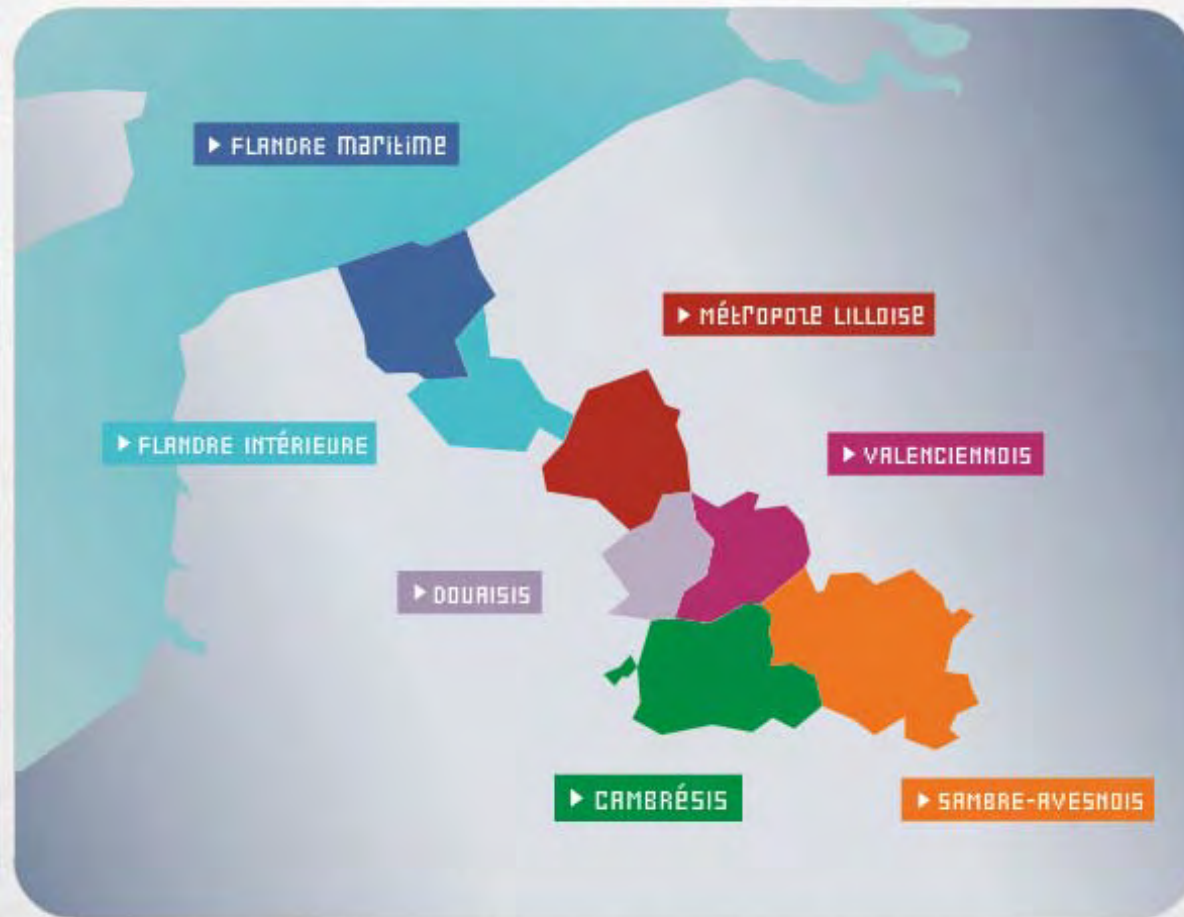 FLANDRE maritime
MÉTROPOLE LILLOISE
FLANDRE INTÉRIEURE
VALENCIENNOIS
DOUAISIS
CAMBRÉSIS
SAMBRE-AVESNOIS